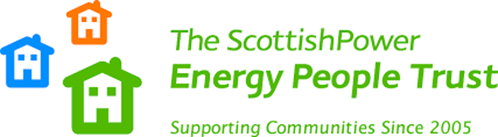 The ScottishPower
Energy People Trust
Supporting Communities Since 2005